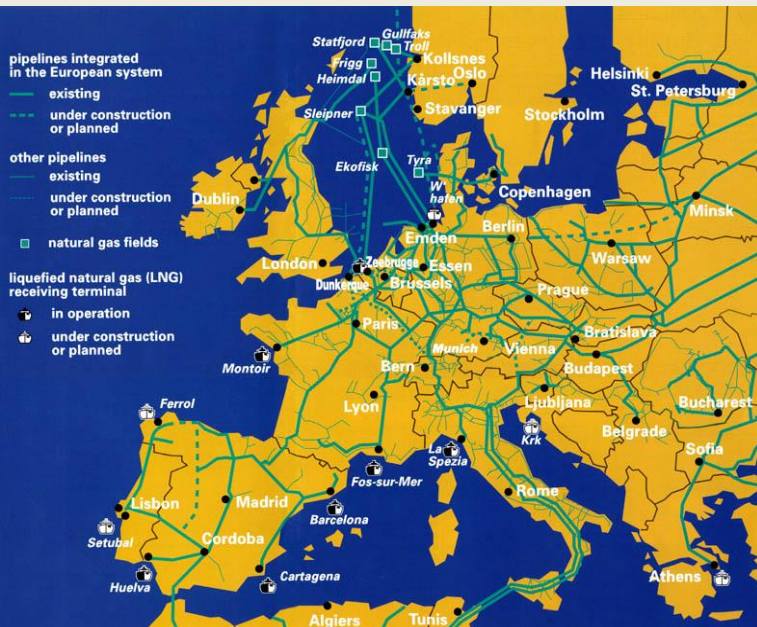 pipelines integrated
in the European system
existing
under construction
or planned
other pipelines
existing
under construction
or planned
natural gas fields
liquefied natural gas (LNG)
receiving terminal
in operation
under construction
or planned
Statfjord
Gullfaks
Troll
Frigg
Heimdal
Kollsnes
Kårsto
Oslo
Helsinki
St. Petersburg
Sleipner
Stavanger
Stockholm
Ekofisk
Tyra
Copenhagen
Dublin
W'
hafen
Minsk
Emden
Berlin
Warsaw
London
Zeebrugge
Essen
Dunkerque
Brussels
Prague
Paris
Munich
Vienna
Bratislava
Budapest
Montoir
Bern
Lyon
Ljubljana
Bucharest
Ferrol
Krk
Belgrade
La
Spezia
Sofia
Fos-sur-Mer
Lisbon
Madrid
Rome
Barcelona
Setubal
Cordoba
Huelva
Cartagena
Athens
Algiers
Tunis